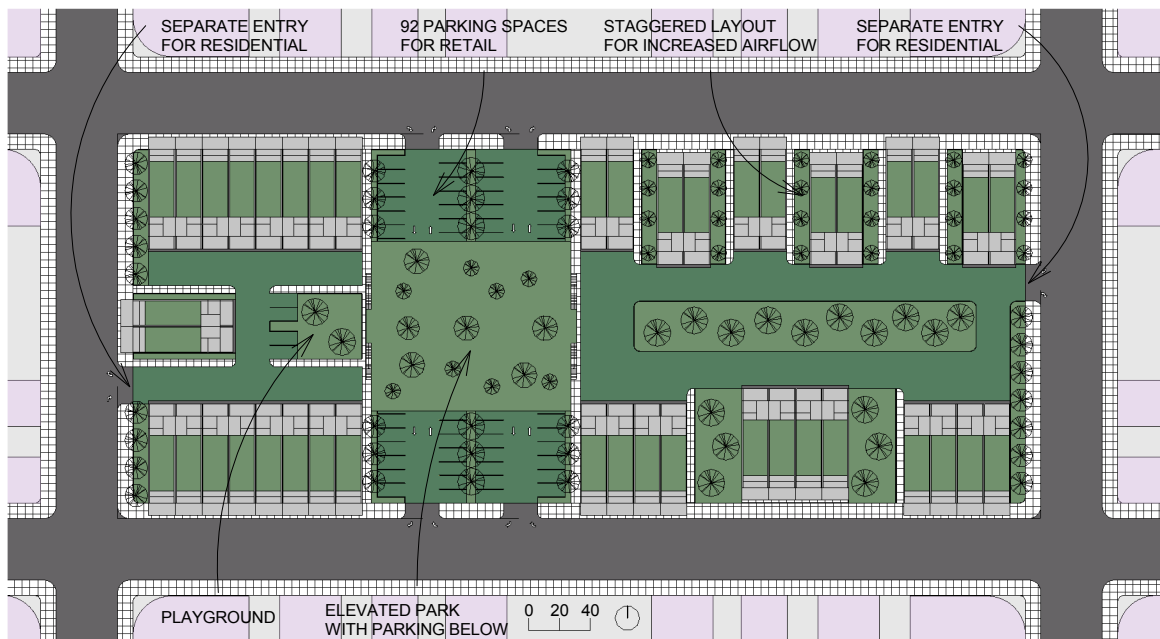 SEPARATE ENTRY
FOR RESIDENTIAL
92 PARKING SPACES
FOR RETAIL
STAGGERED LAYOUT
FOR INCREASED AIRFLOW
SEPARATE ENTRY
FOR RESIDENTIAL
PLAYGROUND
ELEVATED PARK
WITH PARKING BELOW
0 20 40